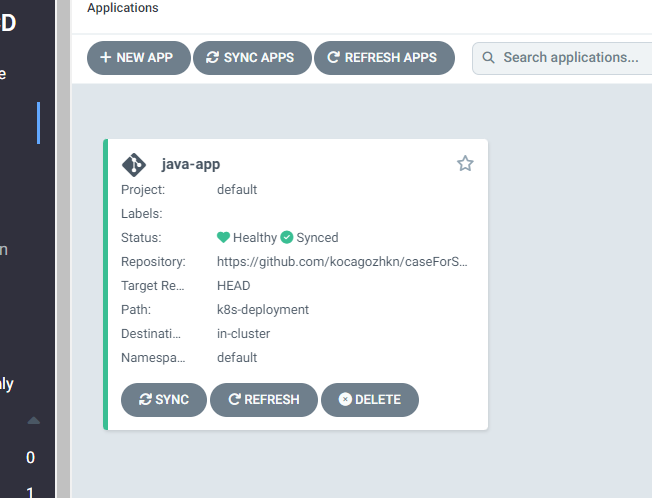 Applications
D
NEW APP
SYNC APPS
REFRESH APPS
Search applications...
e
java-app
Project: default
Labels:
Status: Healthy Synced
n
Repository: https://github.com/kocagozhkn/caseForS...
Target Re... HEAD
Path: k8s-deployment
Destinati... in-cluster
Namespa... default
nly
SYNC
REFRESH
DELETE
0
1